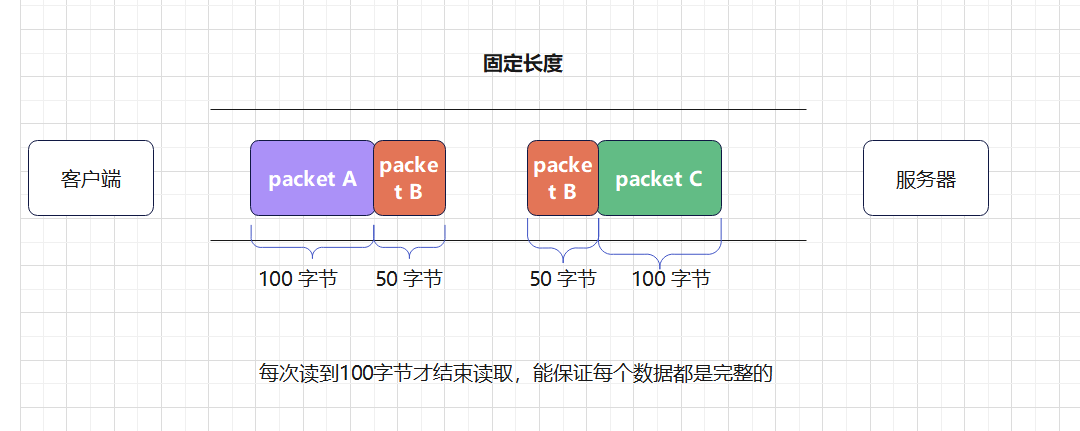 固定长度
客户端
packet A
packe
t B
packe
t B
packet C
服务器
100 字节
50 字节
50 字节
100 字节
每次读到100字节才结束读取，能保证每个数据都是完整的